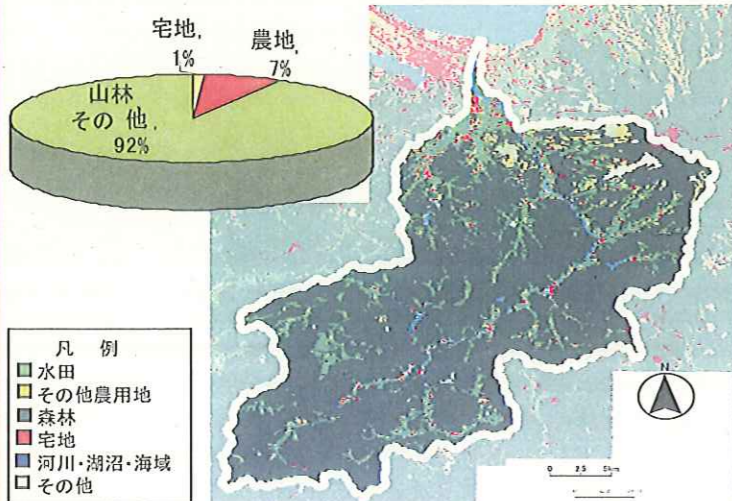 宅地,
1%
農地,
7%
山林
その他,
92%
凡 例
水田
その他農用地
森林
宅地
河川・湖沼・海域
その他
N
0 2.5 5km